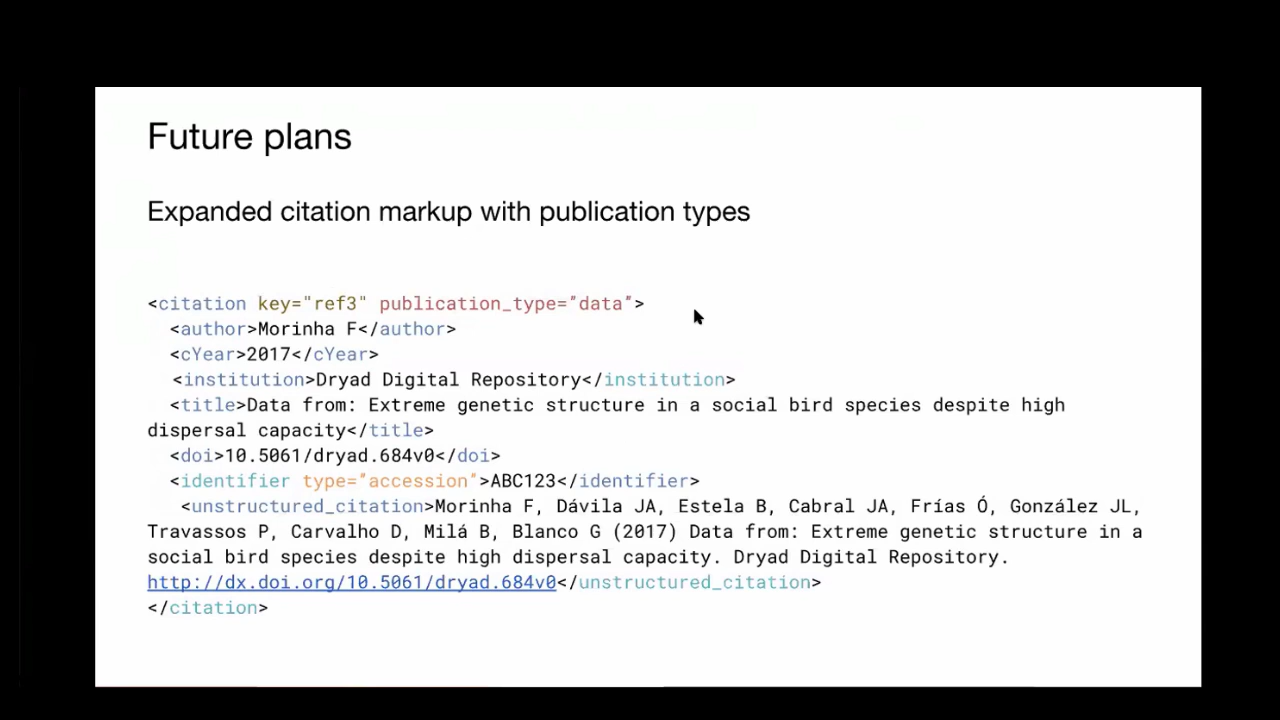 Future plans
Expanded citation markup with publication types
<citation key="ref3" publication_type="data">
<author>Morinha F</author>
<cYear>2017</cYear>
<institution>Dryad Digital Repository</institution>
<title>Data from: Extreme genetic structure in a social bird species despite high
dispersal capacity</title>
<doi>10.5061/dryad.684v0</doi>
<identifier type="accession">ABC123</identifier>
<unstructured_citation>Morinha F, Dávila JA, Estela B, Cabral JA, Frías Ó, González JL,
Travassos P, Carvalho D, Milá B, Blanco G (2017) Data from: Extreme genetic structure in a
social bird species despite high dispersal capacity. Dryad Digital Repository.
http://dx.doi.org/10.5061/dryad.684v0</unstructured_citation>
</citation>